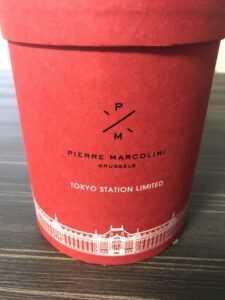 P
M
PIERRE MARCOLINI
BRUSSELS
TOKYO STATION LIMITED